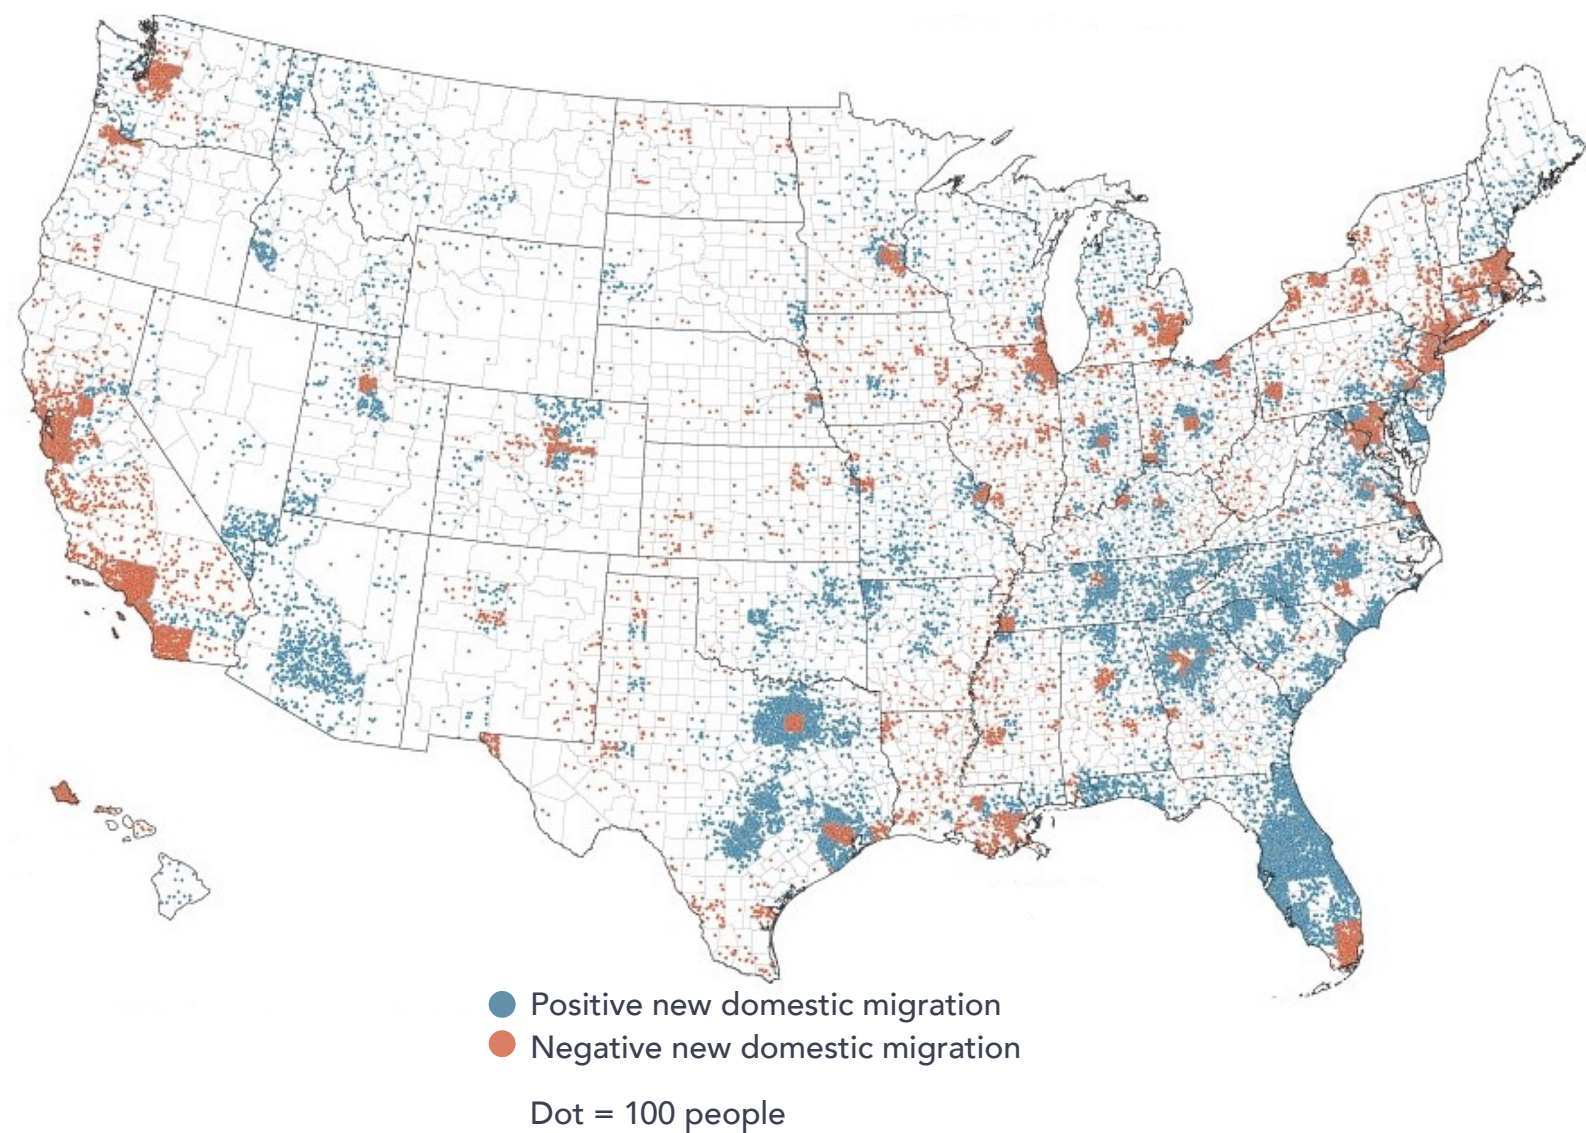 Positive new domestic migration
Negative new domestic migration
Dot = 100 people